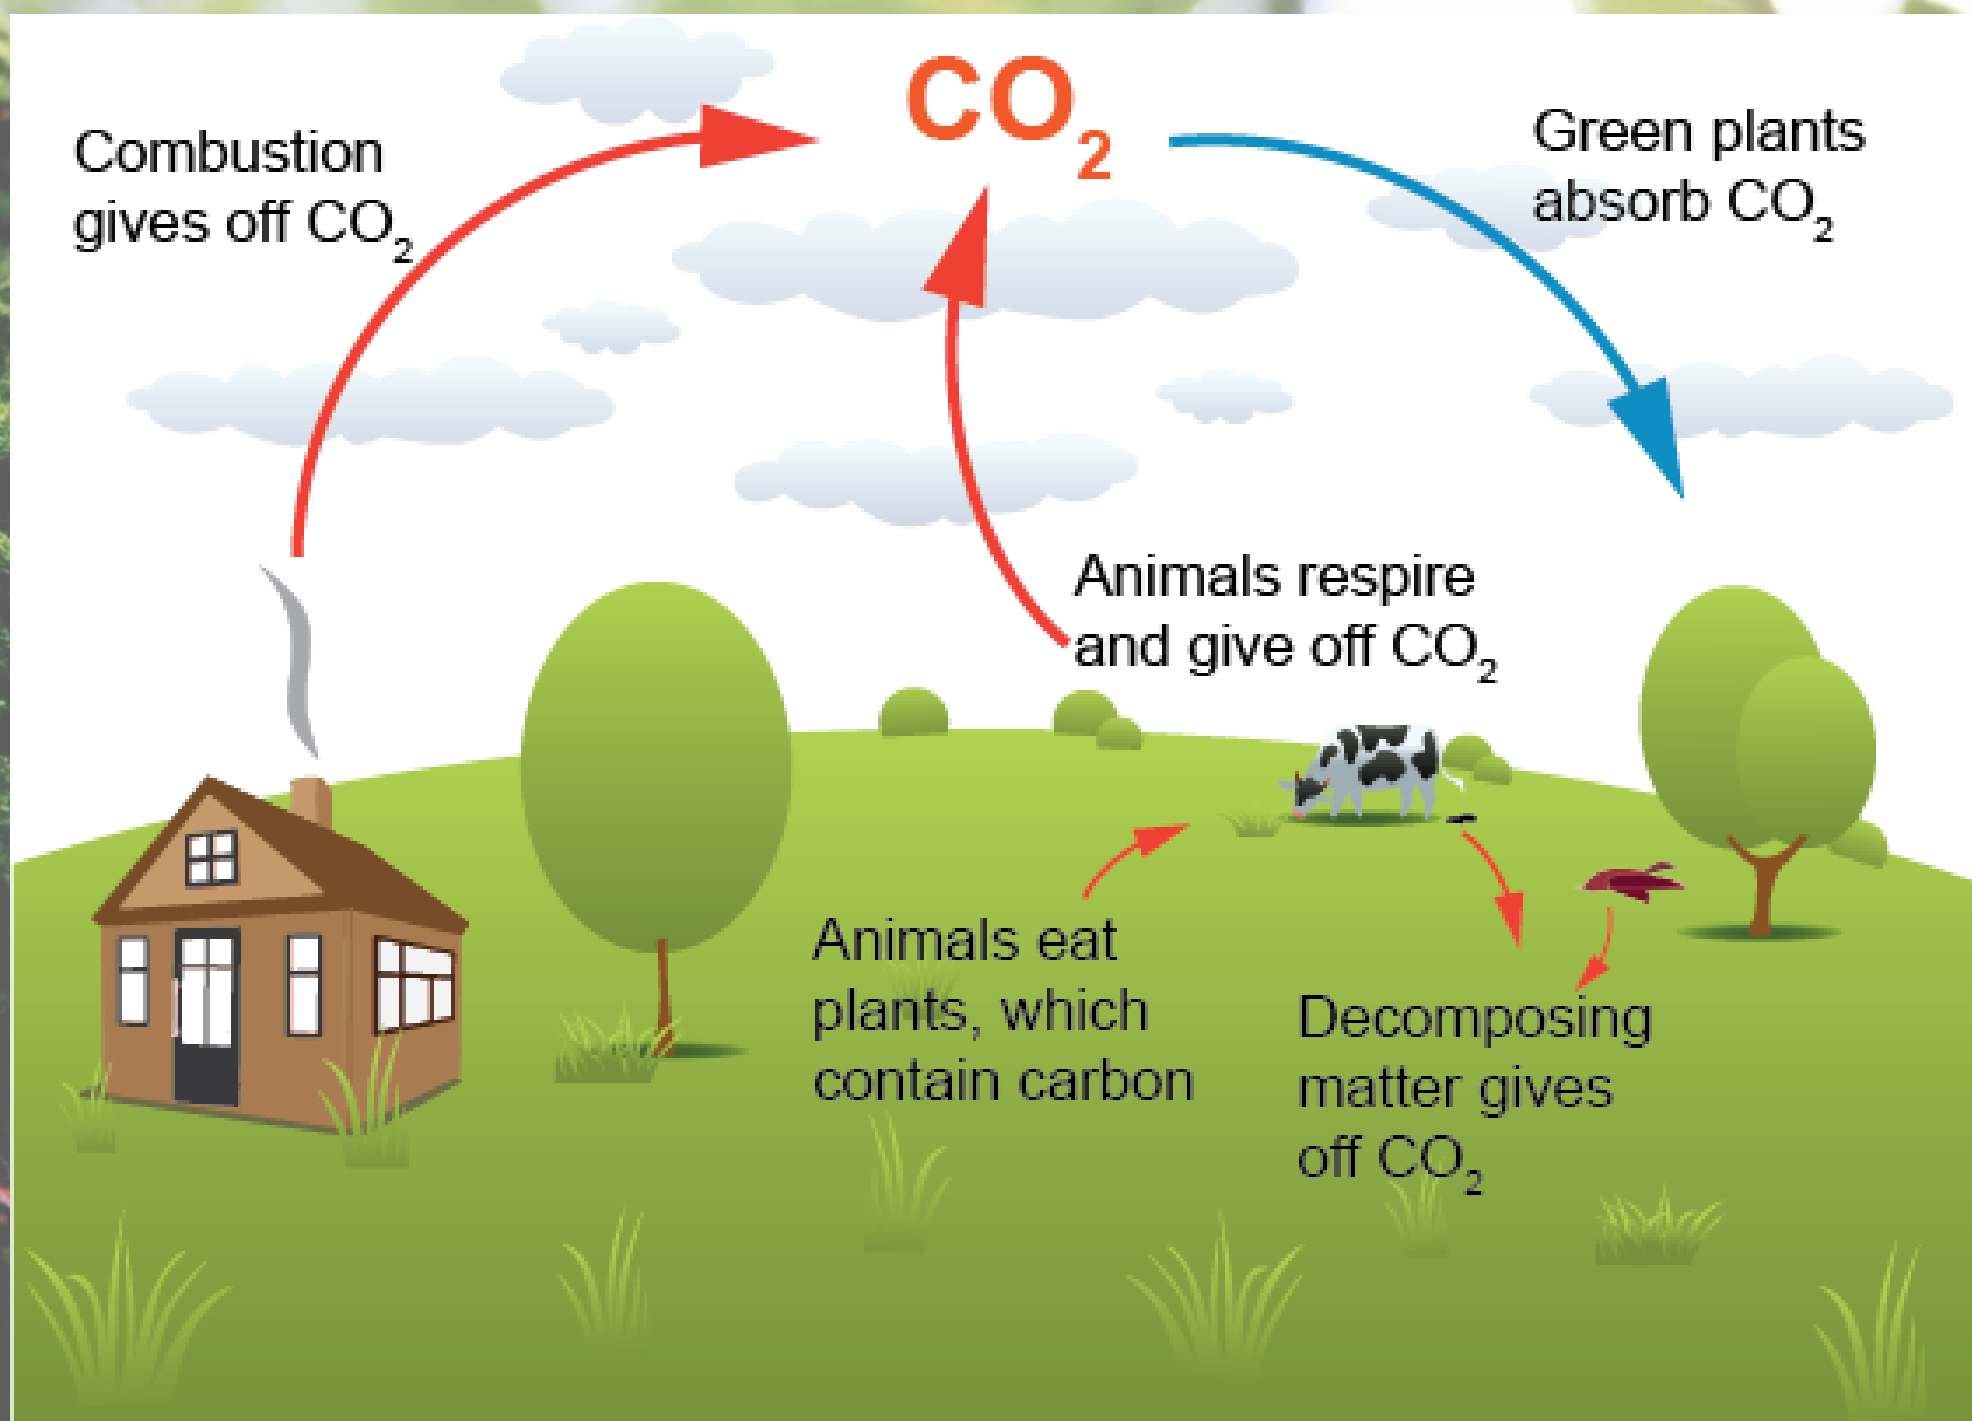 CO₂
Combustion
gives off CO₂
Green plants
absorb CO₂
Animals respire
and give off CO₂
Animals eat
plants, which
contain carbon
Decomposing
matter gives
off CO₂